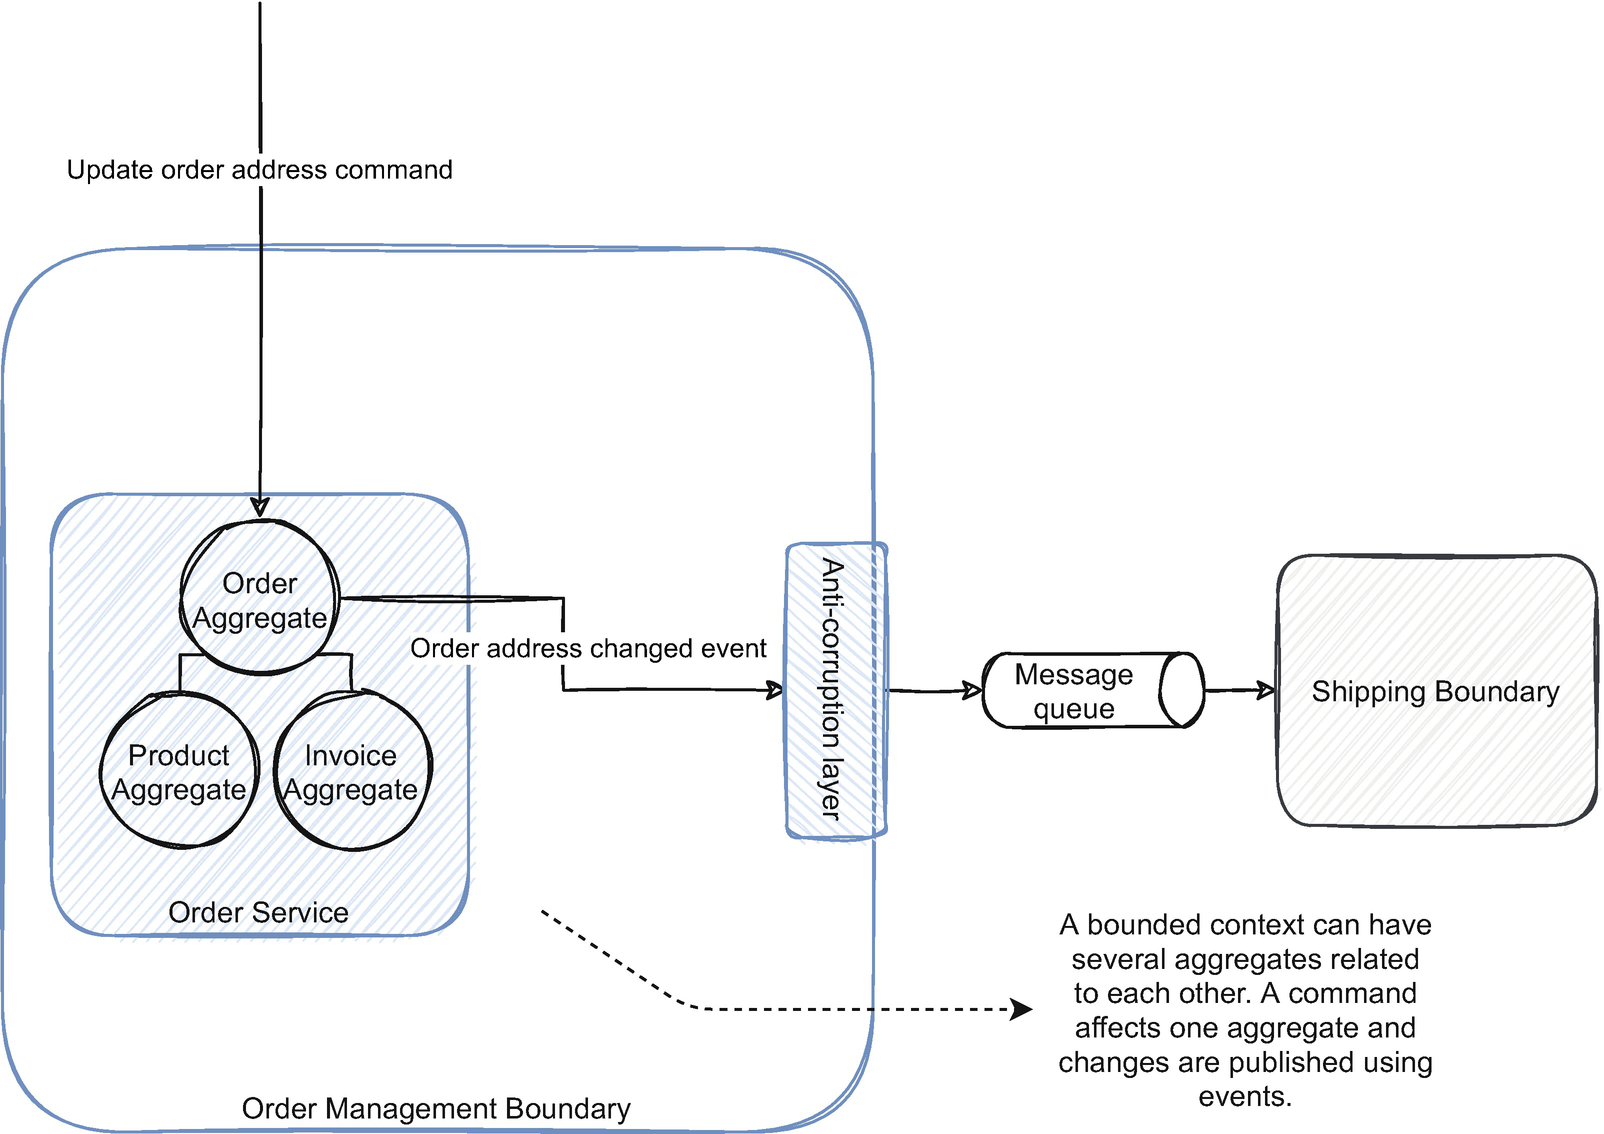 Update order address command
Order
Aggregate
Order address changed event
Product
Aggregate
Invoice
Aggregate
Order Service
Anti-corruption layer
Message
queue
Shipping Boundary
A bounded context can have
several aggregates related
to each other. A command
affects one aggregate and
changes are published using
events.
Order Management Boundary